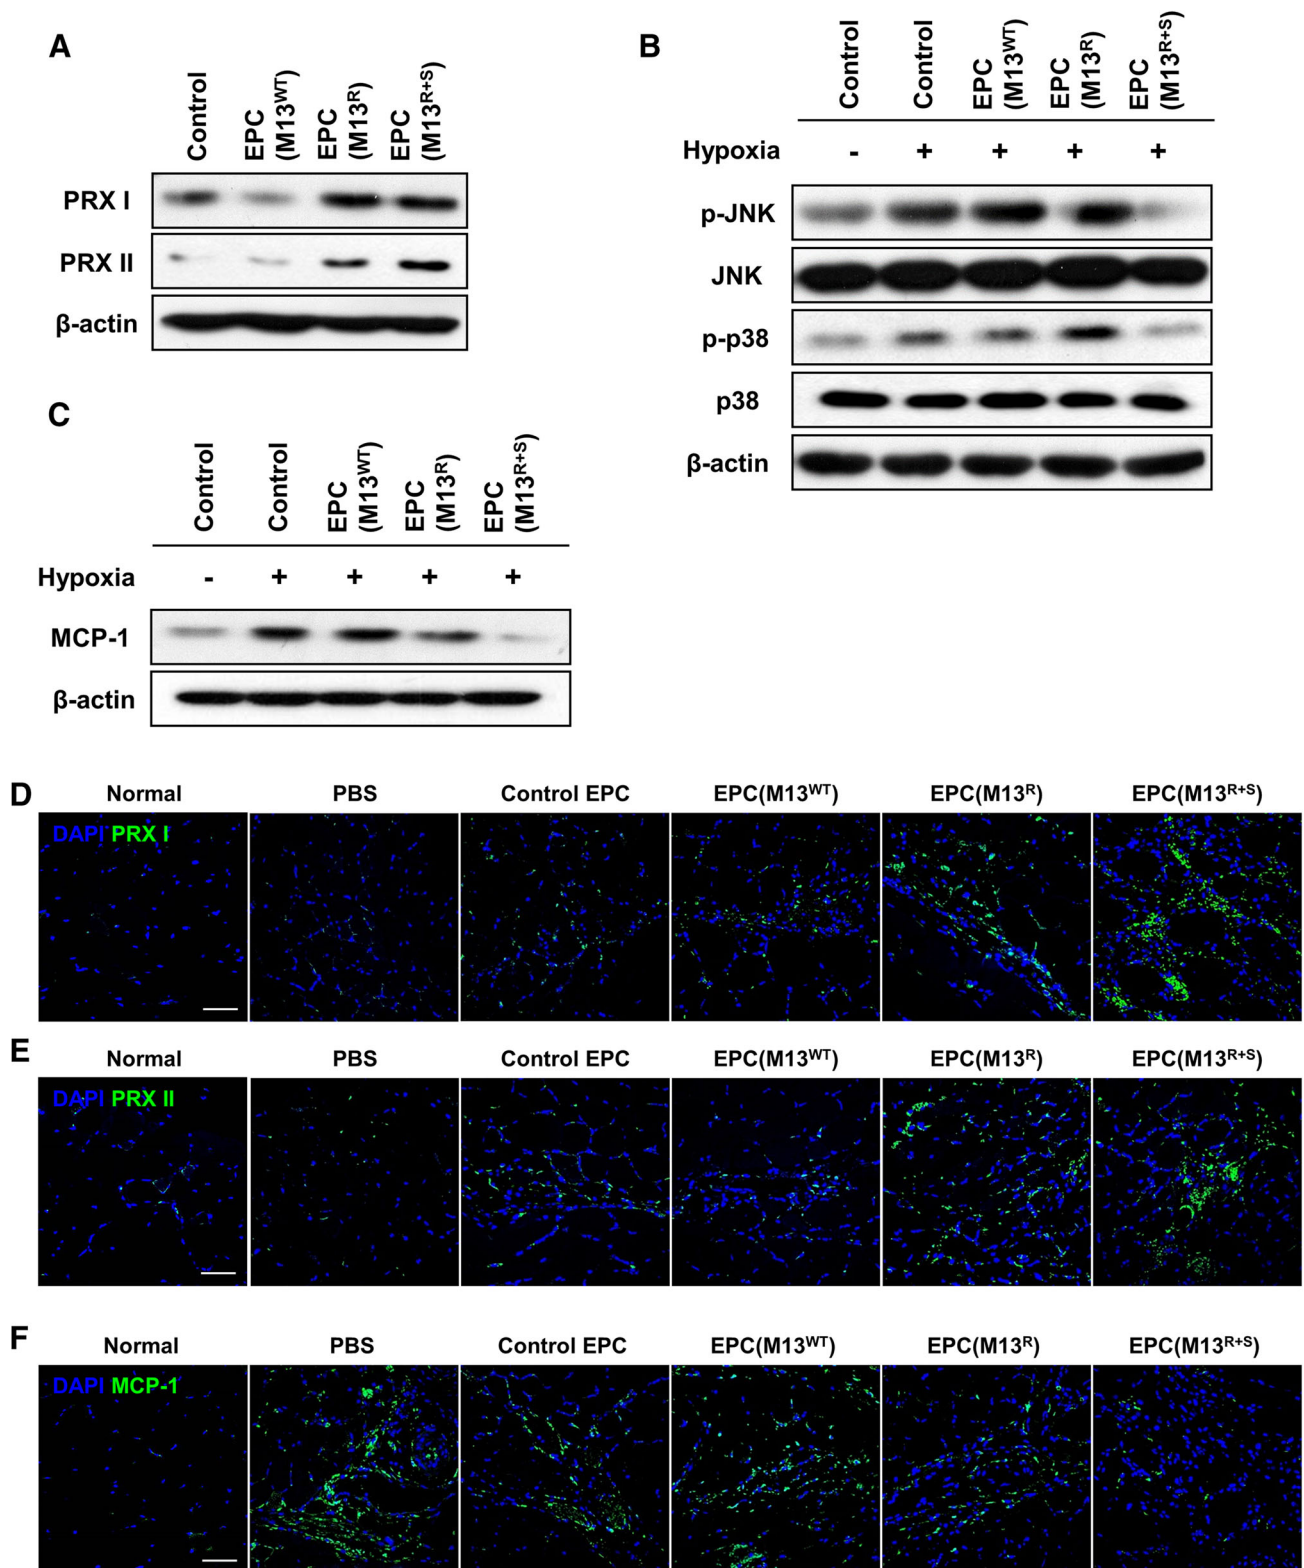 A
Control
EPC
(M13ᵂᵀ)
EPC
(M13ᴿ)
EPC
(M13ᴿ⁺ˢ)
PRX I
PRX II
β-actin
B
Control
Control
EPC
(M13ᵂᵀ)
EPC
(M13ᴿ)
EPC
(M13ᴿ⁺ˢ)
Hypoxia - + + + +
p-JNK
JNK
p-p38
p38
β-actin
C
Control
Control
EPC
(M13ᵂᵀ)
EPC
(M13ᴿ)
EPC
(M13ᴿ⁺ˢ)
Hypoxia - + + + +
MCP-1
β-actin
D
Normal PBS Control EPC EPC(M13ᵂᵀ) EPC(M13ᴿ) EPC(M13ᴿ⁺ˢ)
DAPI PRX I
E
Normal PBS Control EPC EPC(M13ᵂᵀ) EPC(M13ᴿ) EPC(M13ᴿ⁺ˢ)
DAPI PRX II
F
Normal PBS Control EPC EPC(M13ᵂᵀ) EPC(M13ᴿ) EPC(M13ᴿ⁺ˢ)
DAPI MCP-1